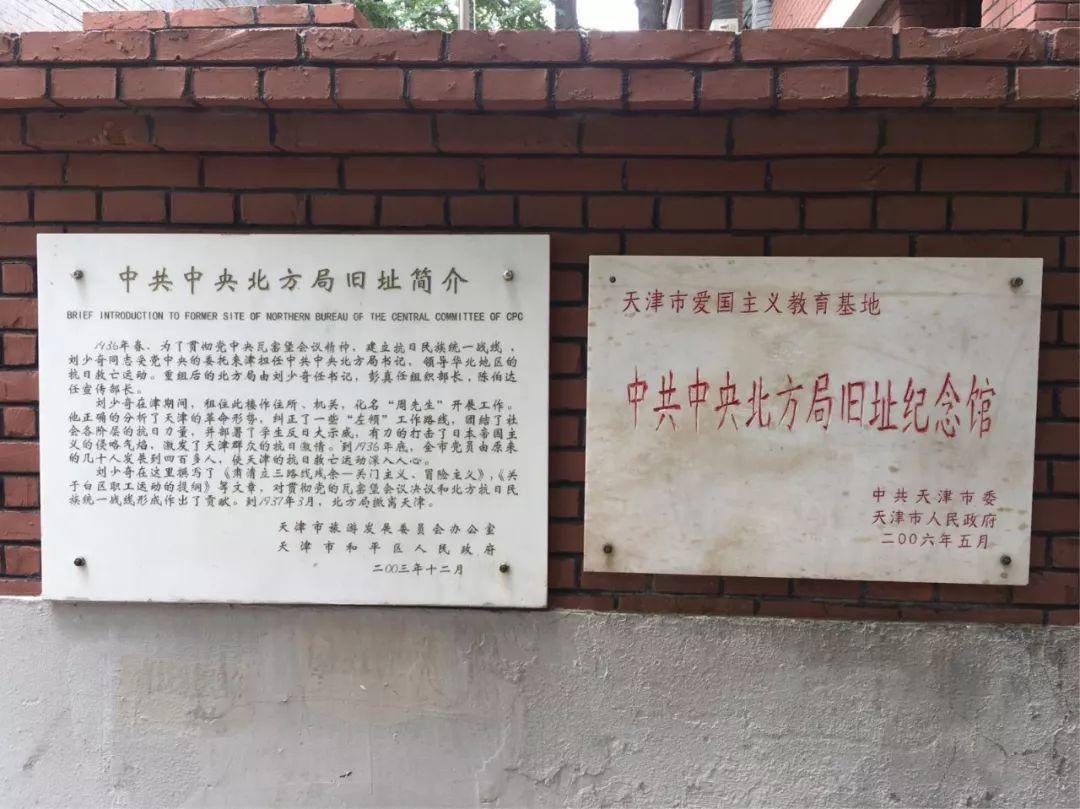 中共中央北方局旧址简介
BRIEF INTRODUCTION TO FORMER SITE OF NORTHERN BUREAU OF THE CENTRAL COMMITTEE OF CPC
1936年春、为了贯彻党中央瓦窑堡会议精神，建立抗日民族统一战线，
刘少奇同志受党中央的委托来津担任中共中央北方局书记，领导华北地区的
抗日救亡运动。重组后的北方局由刘少奇任书记，彭真任组织部长，陈伯达
任宣传部长。
刘少奇在津期间，租住此楼作住所、机关，化名“周先生”开展工作。
他正确的分析了天津的革命形势，纠正了一些“左倾”工作路线，团结了社
会各阶层的抗日力量，并部署了学生反日大示威，有力的打击了日本帝国主
义的侵略气焰，激发了天津群众的抗日激情。到1936年底，全市党员由原来
的几十人发展到四百多人，使天津的抗日救亡运动深入人心。
刘少奇在这里撰写了《肃清立三路线残余—关门主义、冒险主义》，《关
于白区职工运动的提纲》等文章，对贯彻党的瓦窑堡会议决议和北方抗日民
族统一战线形成作出了贡献。到1937年3月，北方局撤离天津。
天津市旅游发展委员会办公室
天津市和平区人民政府
二00三年十二月
天津市爱国主义教育基地
中共中央北方局旧址纪念馆
中共天津市委
天津市人民政府
二00六年五月